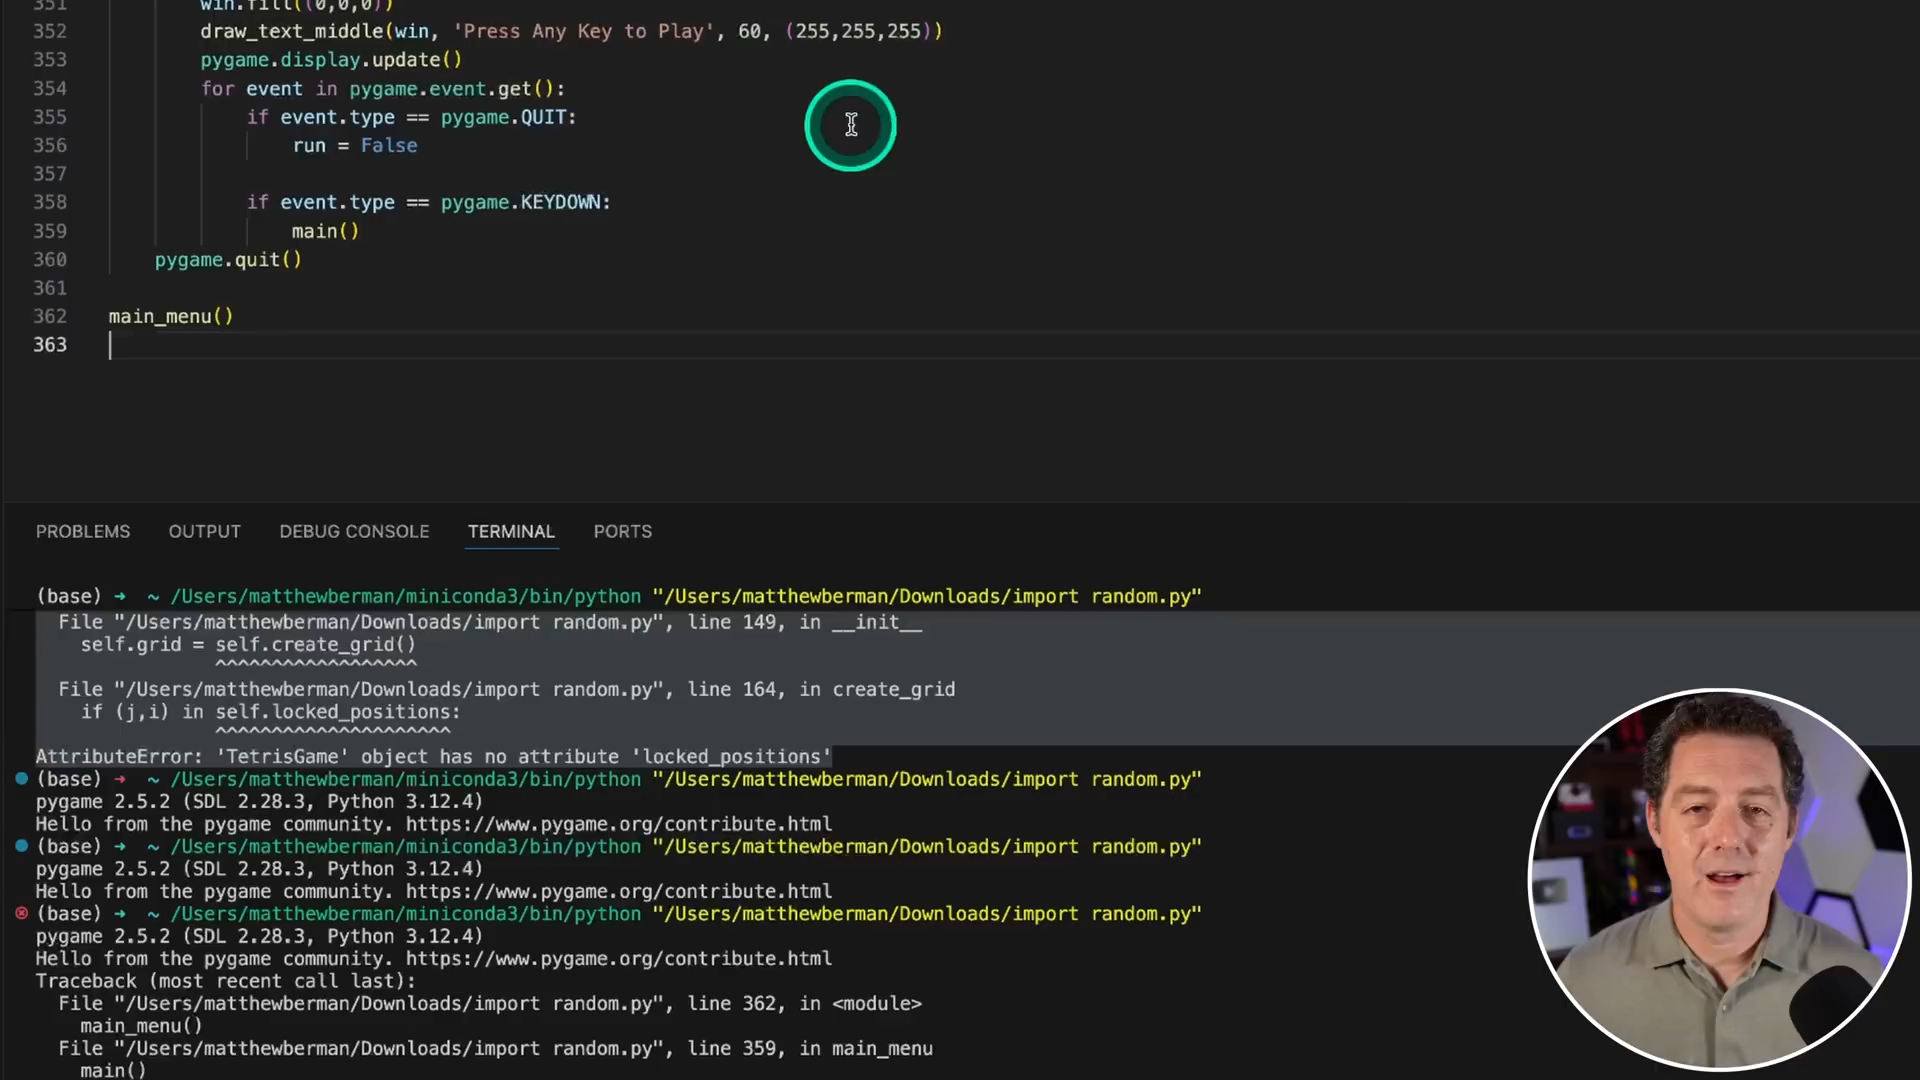 351 win.fill((0,0,0))
352 draw_text_middle(win, 'Press Any Key to Play', 60, (255,255,255))
353 pygame.display.update()
354 for event in pygame.event.get():
355 if event.type == pygame.QUIT:
356 run = False
357
358 if event.type == pygame.KEYDOWN:
359 main()
360 pygame.quit()
361
362 main_menu()
363
PROBLEMS OUTPUT DEBUG CONSOLE TERMINAL PORTS
(base) ➜ ~ /Users/matthewberman/miniconda3/bin/python "/Users/matthewberman/Downloads/import random.py"
File "/Users/matthewberman/Downloads/import random.py", line 149, in __init__
self.grid = self.create_grid()
^^^^^^^^^^^^^^^^^^
File "/Users/matthewberman/Downloads/import random.py", line 164, in create_grid
if (j,i) in self.locked_positions:
^^^^^^^^^^^^^^^^^^^^^
AttributeError: 'TetrisGame' object has no attribute 'locked_positions'
(base) ➜ ~ /Users/matthewberman/miniconda3/bin/python "/Users/matthewberman/Downloads/import random.py"
pygame 2.5.2 (SDL 2.28.3, Python 3.12.4)
Hello from the pygame community. https://www.pygame.org/contribute.html
(base) ➜ ~ /Users/matthewberman/miniconda3/bin/python "/Users/matthewberman/Downloads/import random.py"
pygame 2.5.2 (SDL 2.28.3, Python 3.12.4)
Hello from the pygame community. https://www.pygame.org/contribute.html
(base) ➜ ~ /Users/matthewberman/miniconda3/bin/python "/Users/matthewberman/Downloads/import random.py"
pygame 2.5.2 (SDL 2.28.3, Python 3.12.4)
Hello from the pygame community. https://www.pygame.org/contribute.html
Traceback (most recent call last):
File "/Users/matthewberman/Downloads/import random.py", line 362, in <module>
main_menu()
File "/Users/matthewberman/Downloads/import random.py", line 359, in main_menu
main()